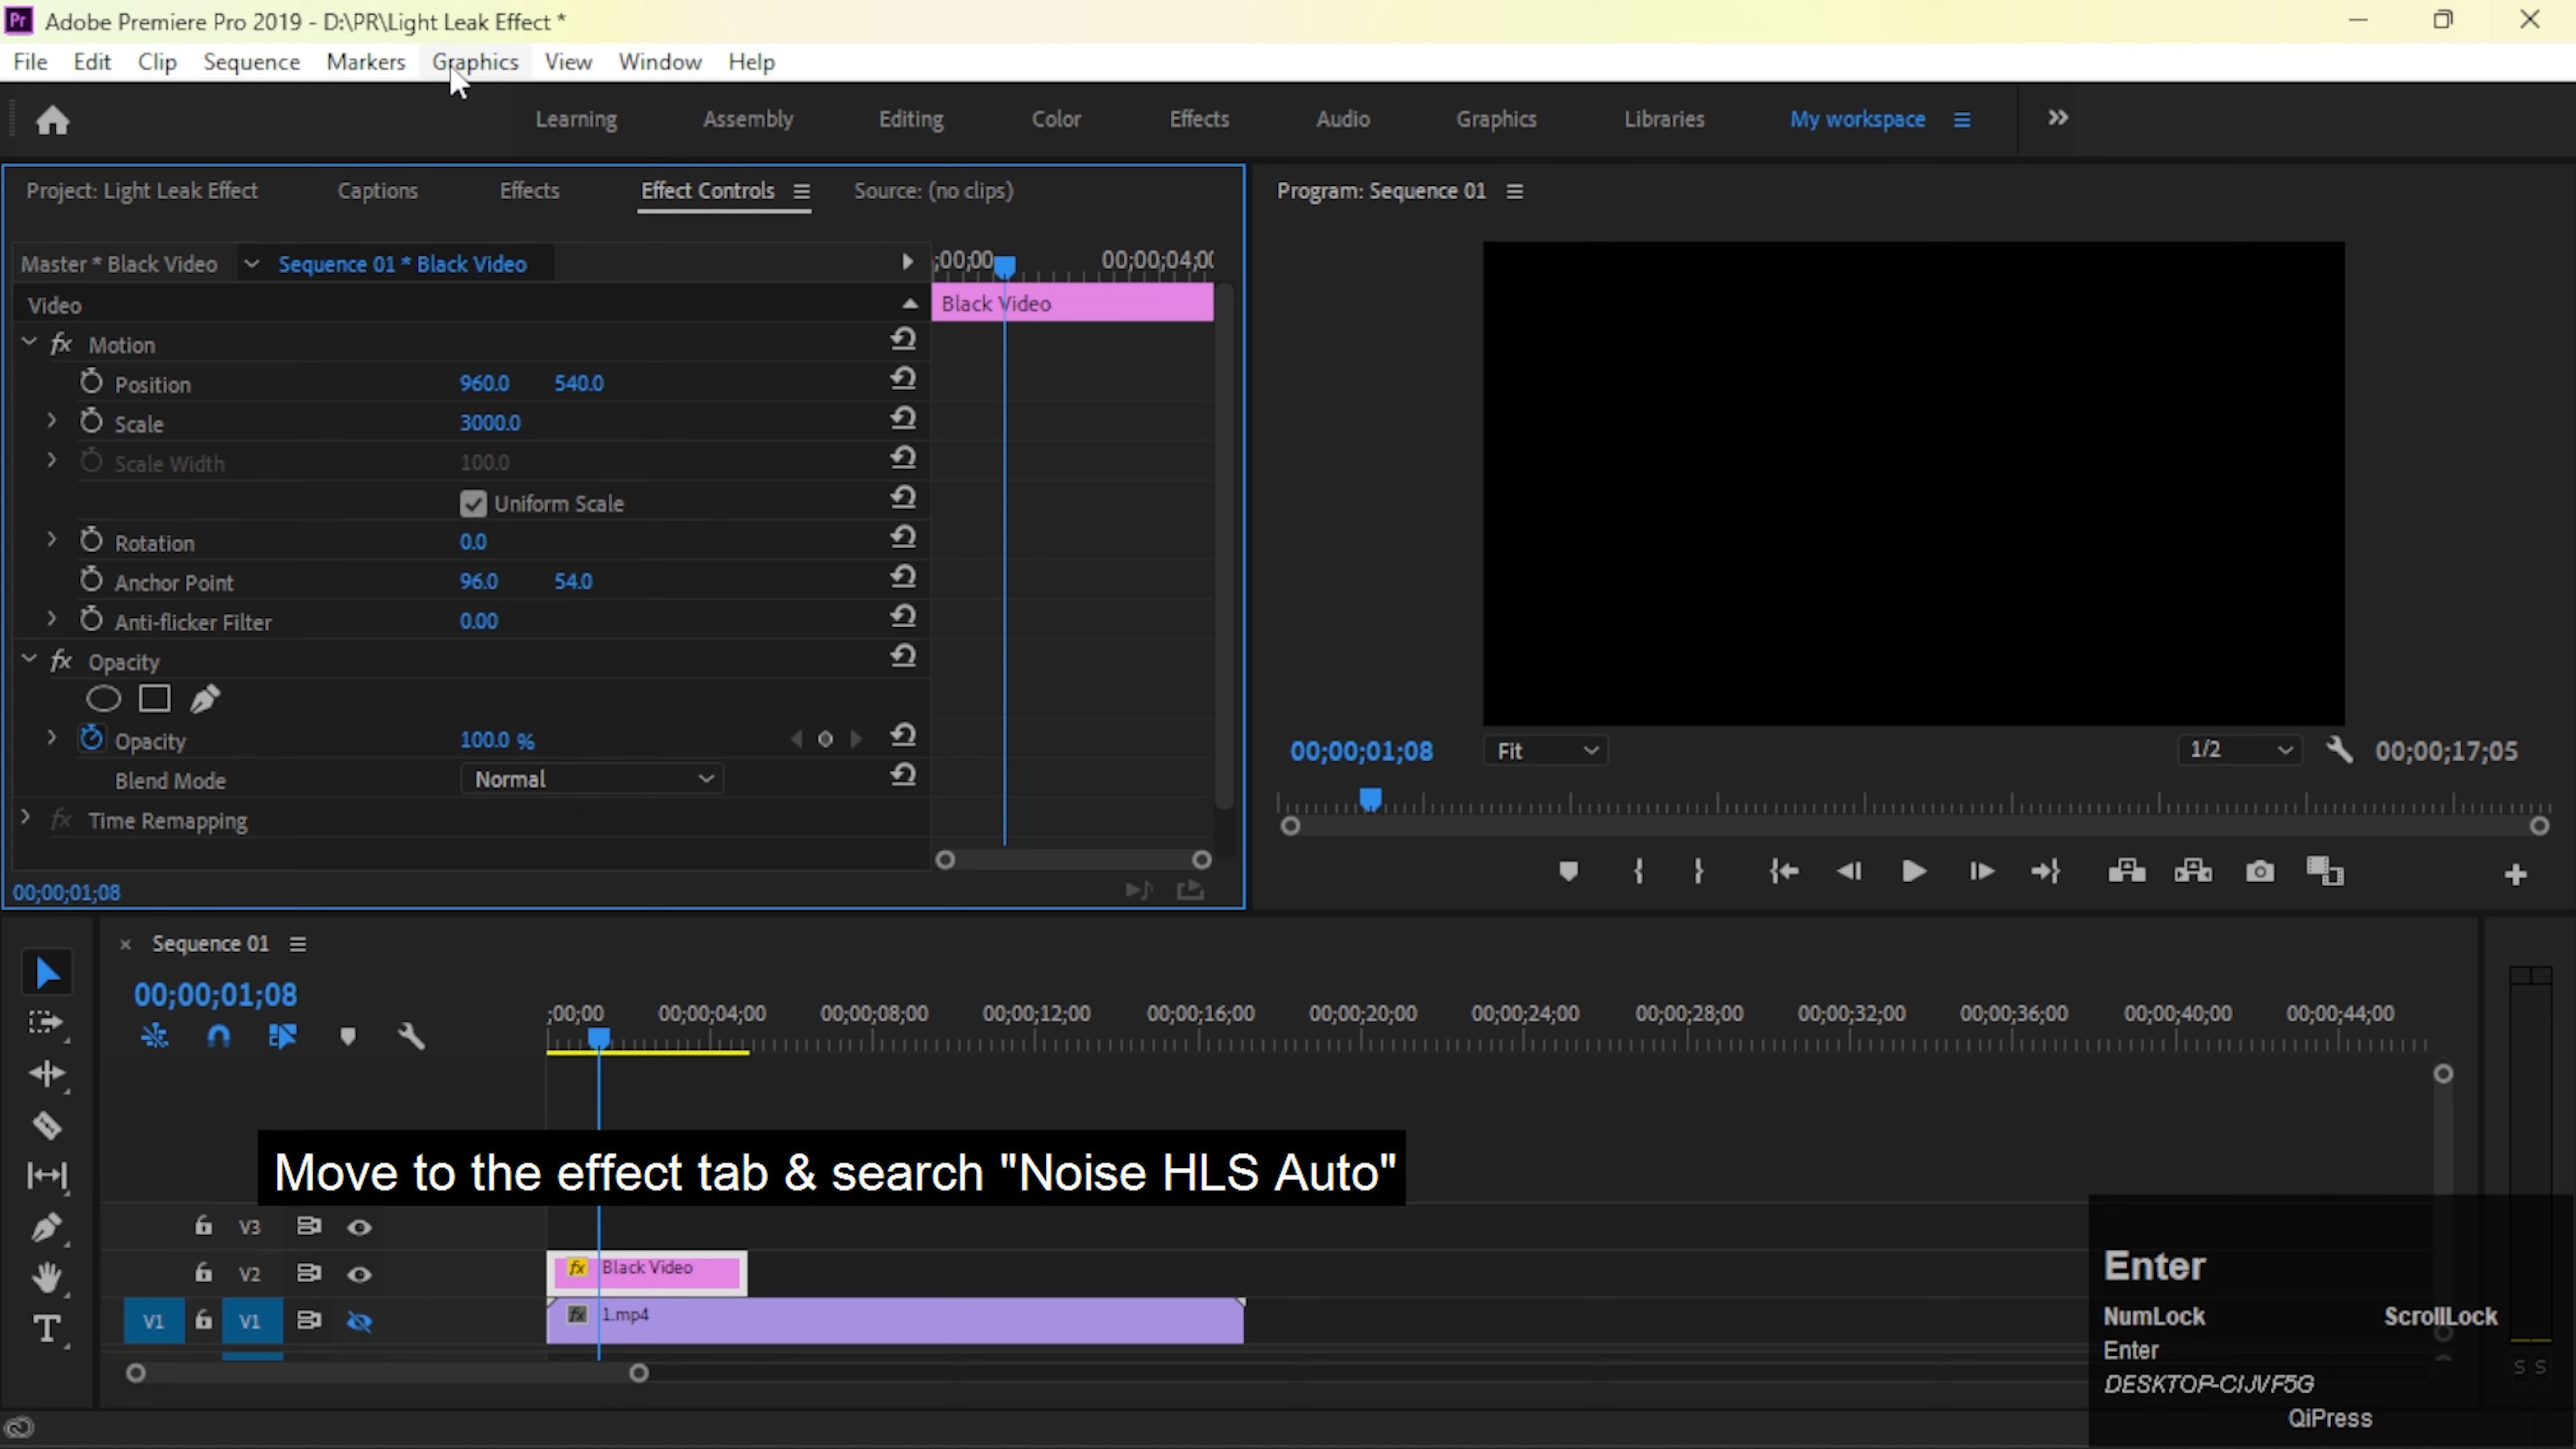 Pr Adobe Premiere Pro 2019 - D:\PR\Light Leak Effect *
File Edit Clip Sequence Markers Graphics View Window Help
Learning Assembly Editing Color Effects Audio Graphics Libraries My workspace
Project: Light Leak Effect Captions Effects Effect Controls Source: (no clips)
Program: Sequence 01
Master * Black Video Sequence 01 * Black Video
;00;00 00;00;04;00
Video
Black Video
fx Motion
Position 960.0 540.0
Scale 3000.0
Scale Width 100.0
Uniform Scale
Rotation 0.0
Anchor Point 96.0 54.0
Anti-flicker Filter 0.00
fx Opacity
Opacity 100.0 %
Blend Mode Normal
fx Time Remapping
00;00;01;08
00;00;01;08 Fit 1/2 00;00;17;05
Sequence 01
00;00;01;08
;00;00 00;00;04;00 00;00;08;00 00;00;12;00 00;00;16;00 00;00;20;00 00;00;24;00 00;00;28;00 00;00;32;00 00;00;36;00 00;00;40;00 00;00;44;00
Move to the effect tab & search "Noise HLS Auto"
V3
V2
fx Black Video
V1 V1
fx 1.mp4
Enter
NumLock ScrollLock
Enter
DESKTOP-CIJVF5G
QiPress
S S